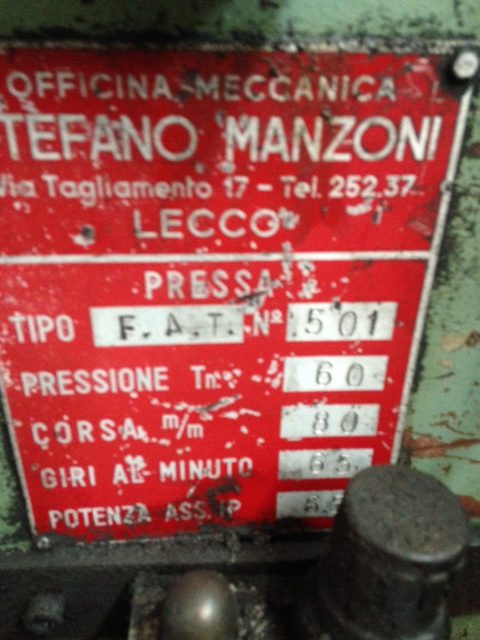 OFFICINA MECCANICA
TEFANO MANZONI
Via Tagliamento 17 - Tel. 252.37
LECCO
PRESSA
TIPO F.A.T. Nº 501
PRESSIONE Tn. 60
CORSA m/m 80
GIRI AL MINUTO 65
POTENZA ASS. HP